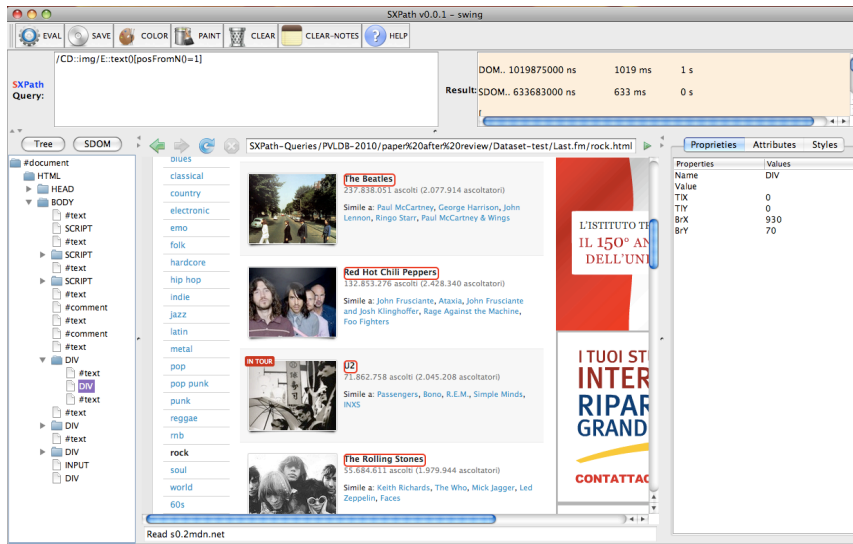 SXPath v0.0.1 – swing
EVAL SAVE COLOR PAINT CLEAR CLEAR-NOTES HELP
SXPath
Query:
/CD::img/E::text()[posFromN()=1]
Result:
DOM.. 1019875000 ns 1019 ms 1 s
SDOM.. 633683000 ns 633 ms 0 s
Tree SDOM
#document
HTML
HEAD
BODY
#text
SCRIPT
#text
SCRIPT
#text
SCRIPT
#text
#comment
#text
#comment
#text
DIV
#text
DIV
#text
#text
DIV
#text
DIV
INPUT
DIV
SXPath-Queries/PVLDB-2010/paper%20after%20review/Dataset-test/Last.fm/rock.html
blues
classical
country
electronic
emo
folk
hardcore
hip hop
indie
jazz
latin
metal
pop
pop punk
punk
reggae
rnb
rock
soul
world
60s
The Beatles
237.838.051 ascolti (2.077.914 ascoltatori)
Simile a: Paul McCartney, George Harrison, John
Lennon, Ringo Starr, Paul McCartney & Wings
Red Hot Chili Peppers
132.853.276 ascolti (2.428.340 ascoltatori)
Simile a: John Frusciante, Ataxia, John Frusciante
and Josh Klinghoffer, Rage Against the Machine,
Foo Fighters
IN TOUR
U2
71.862.758 ascolti (2.045.208 ascoltatori)
Simile a: Passengers, Bono, R.E.M., Simple Minds,
INXS
The Rolling Stones
55.684.611 ascolti (1.979.944 ascoltatori)
Simile a: Keith Richards, The Who, Mick Jagger, Led
Zeppelin, Faces
L'ISTITUTO TR
IL 150° AN
DELL'UNI
I TUOI ST
INTER
RIPAR
GRAND
CONTATTAC
Read s0.2mdn.net
Proprieties Attributes Styles
Properties Values
Name DIV
Value
TlX 0
TlY 0
BrX 930
BrY 70